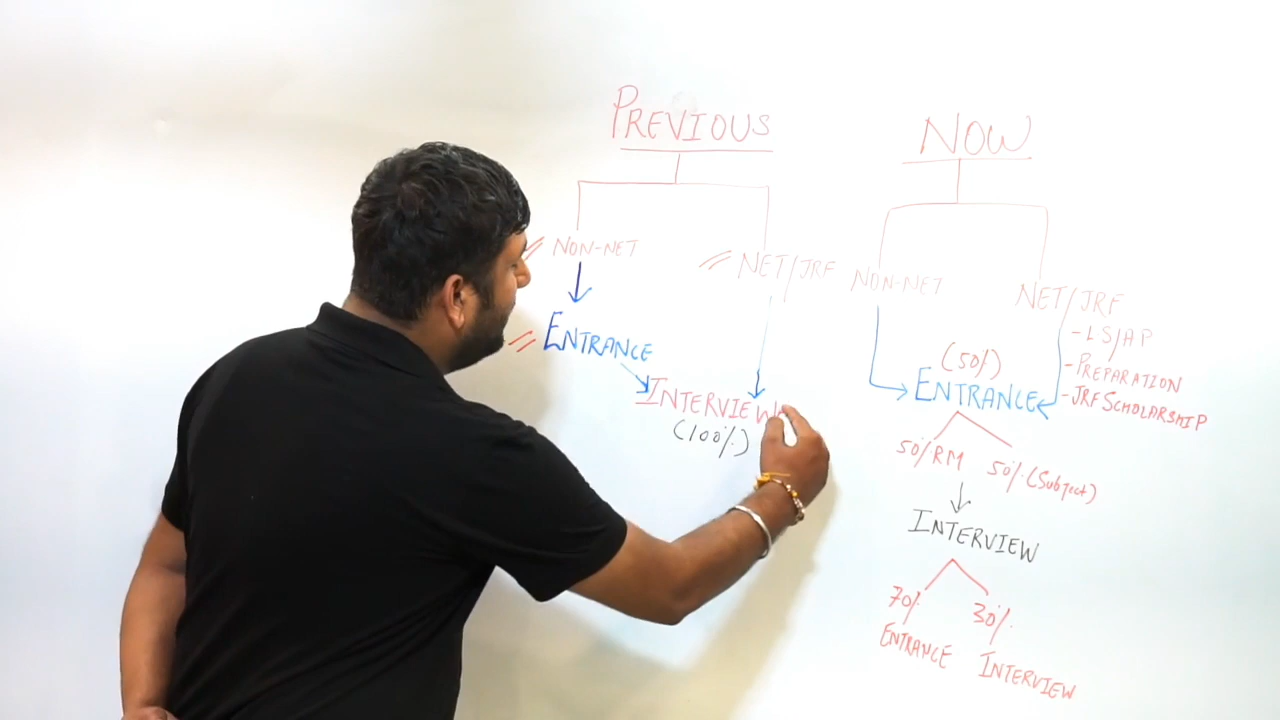 PREVIOUS
NON-NET
NET/JRF
ENTRANCE
INTERVIEW
(100%)
NOW
NON-NET
NET/JRF
-LS/AP
-PREPARATION
-JRF SCHOLARSHIP
(50%)
ENTRANCE
50% RM
50% (Subject)
INTERVIEW
70%
ENTRANCE
30%
INTERVIEW